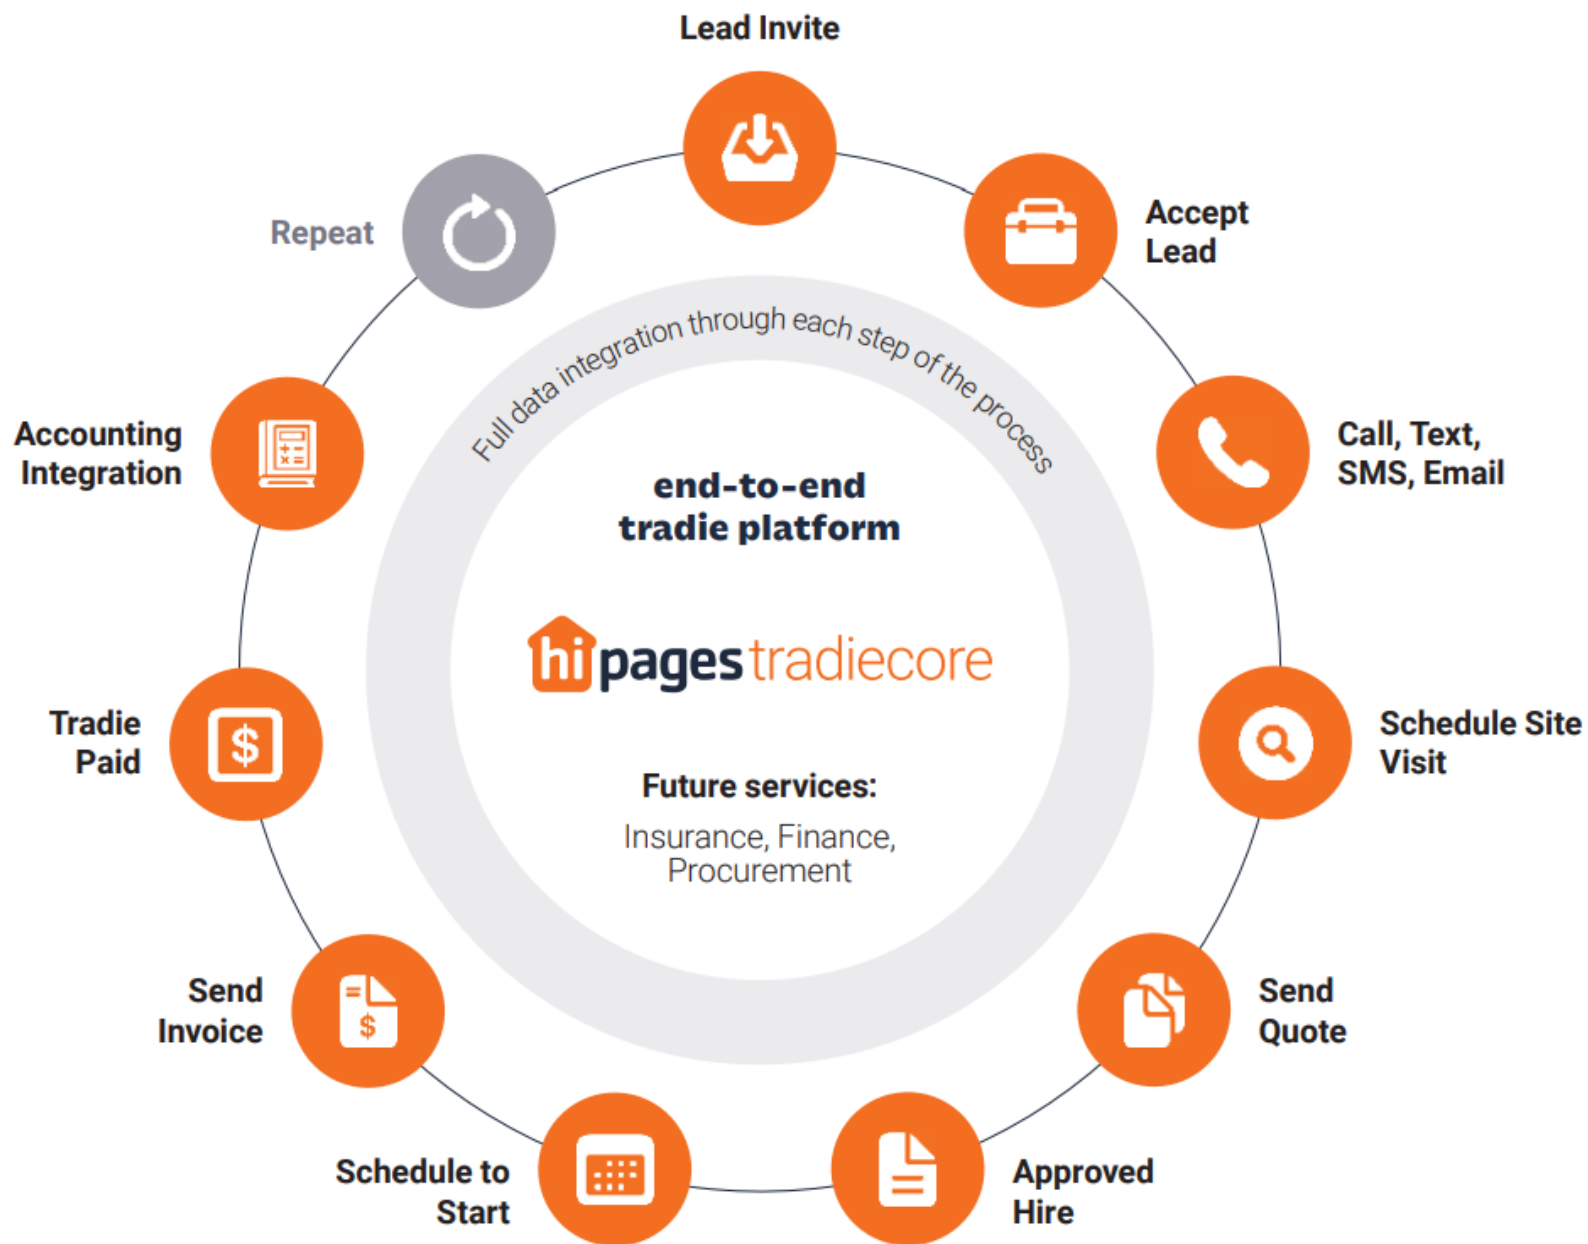 Lead Invite
Accept
Lead
Call, Text,
SMS, Email
Schedule Site
Visit
Send
Quote
Approved
Hire
Schedule to
Start
Send
Invoice
$
Tradie
Paid
$
Accounting
Integration
Repeat
Full data integration through each step of the process
end-to-end
tradie platform
hipages tradiecore
Future services:
Insurance, Finance,
Procurement